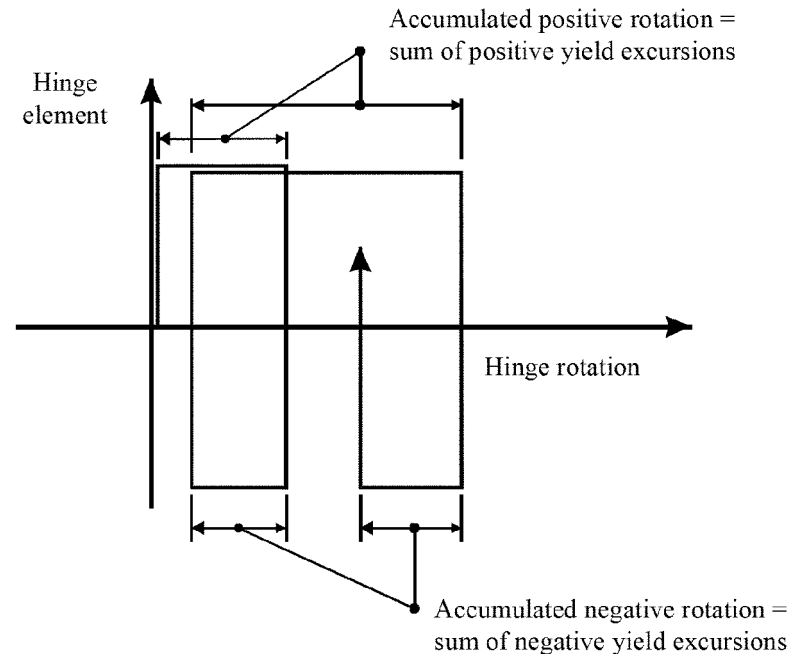 Accumulated positive rotation =
sum of positive yield excursions
Hinge
element
Hinge rotation
Accumulated negative rotation =
sum of negative yield excursions